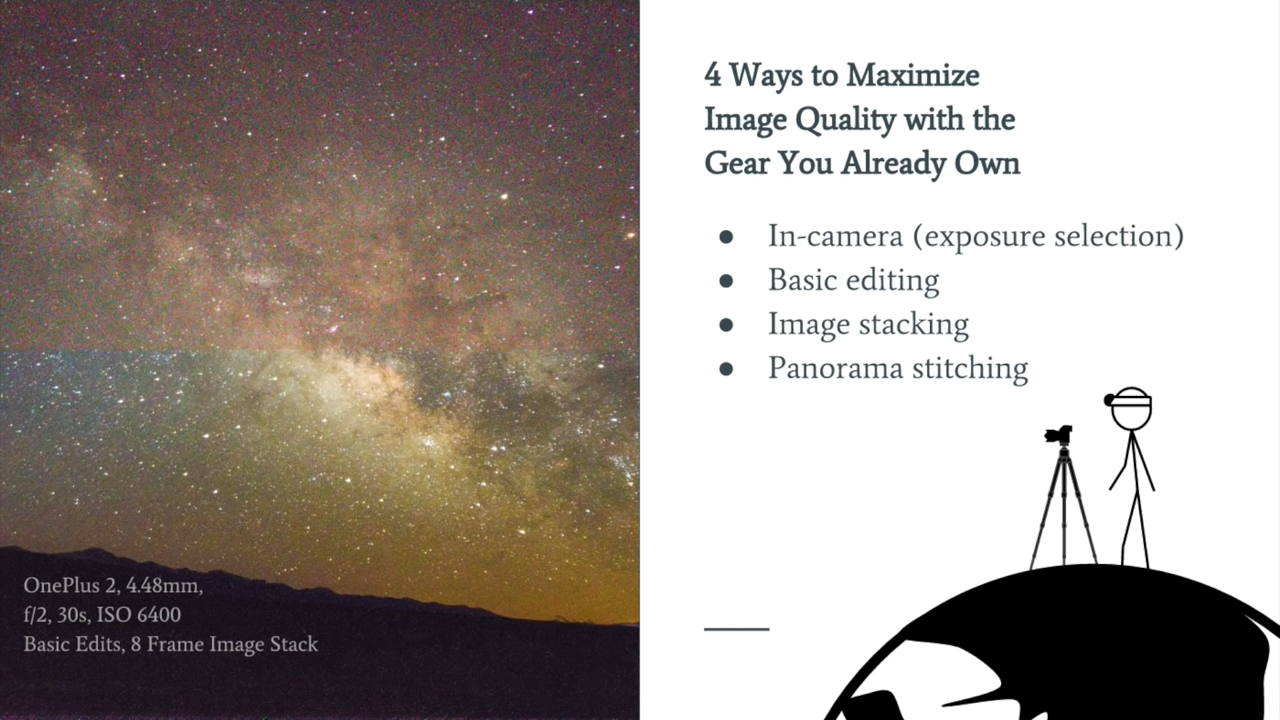 4 Ways to Maximize
Image Quality with the
Gear You Already Own
● In-camera (exposure selection)
● Basic editing
● Image stacking
● Panorama stitching
OnePlus 2, 4.48mm,
f/2, 30s, ISO 6400
Basic Edits, 8 Frame Image Stack